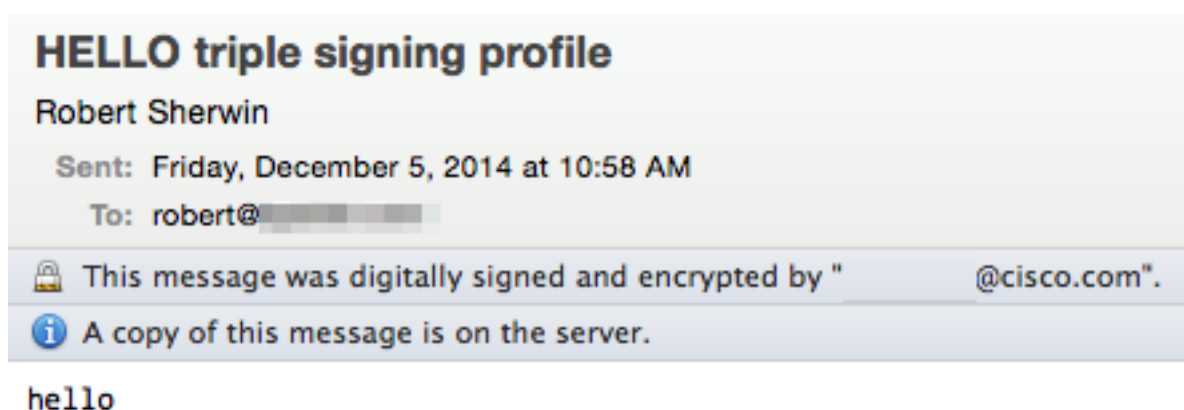 HELLO triple signing profile
Robert Sherwin
Sent: Friday, December 5, 2014 at 10:58 AM
To: robert@
This message was digitally signed and encrypted by " @cisco.com".
A copy of this message is on the server.
hello